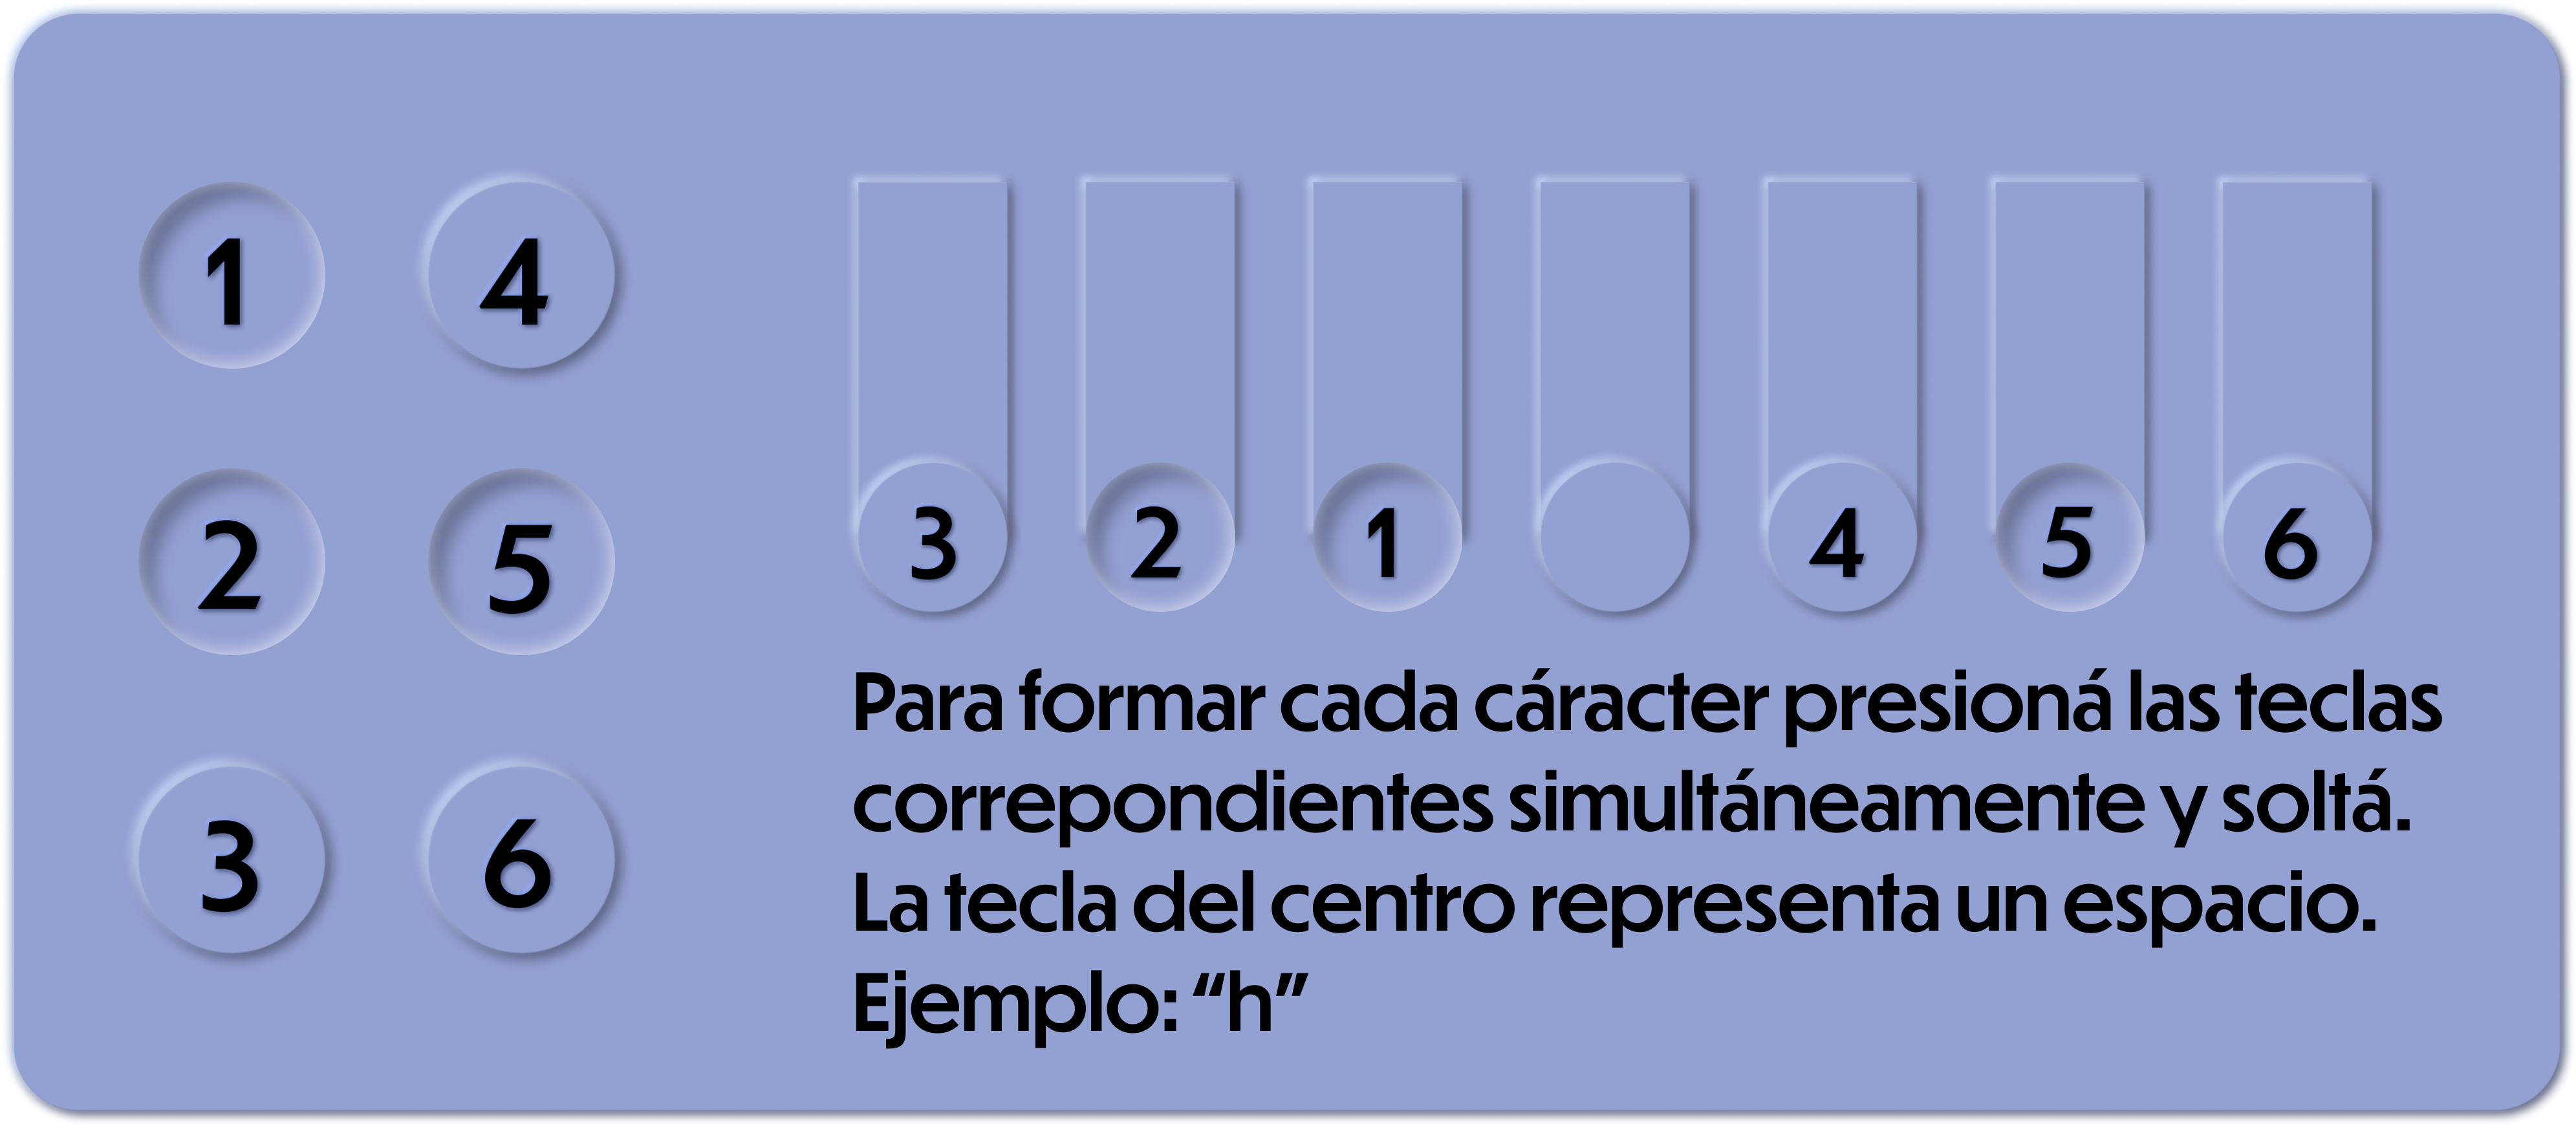 1 4
2 5
3 6
3 2 1 4 5 6
Para formar cada cáracter presioná las teclas
correpondientes simultáneamente y soltá.
La tecla del centro representa un espacio.
Ejemplo: “h”